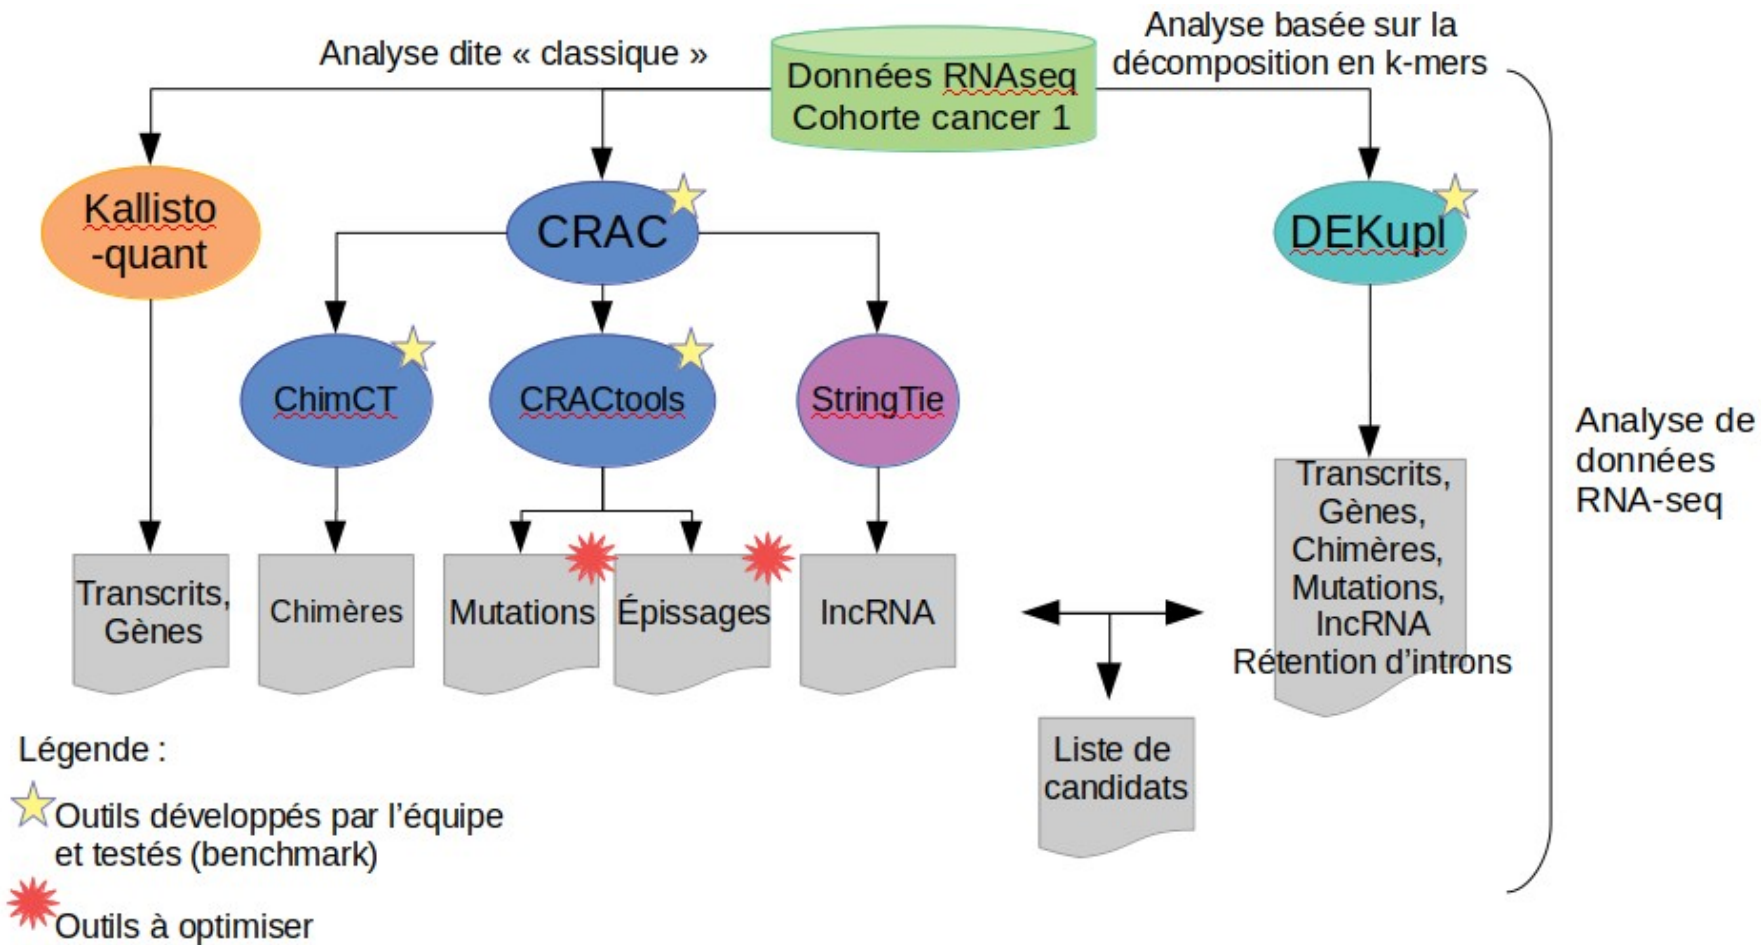 Analyse dite « classique »
Données RNAseq
Cohorte cancer 1
Analyse basée sur la
décomposition en k-mers
Kallisto
-quant
CRAC
DEKupl
ChimCT
CRACtools
StringTie
Analyse de
données
RNA-seq
Transcrits,
Gènes
Chimères
Mutations
Épissages
lncRNA
Transcrits,
Gènes,
Chimères,
Mutations,
lncRNA
Rétention d'introns
Liste de
candidats
Légende :
Outils développés par l'équipe
et testés (benchmark)
Outils à optimiser